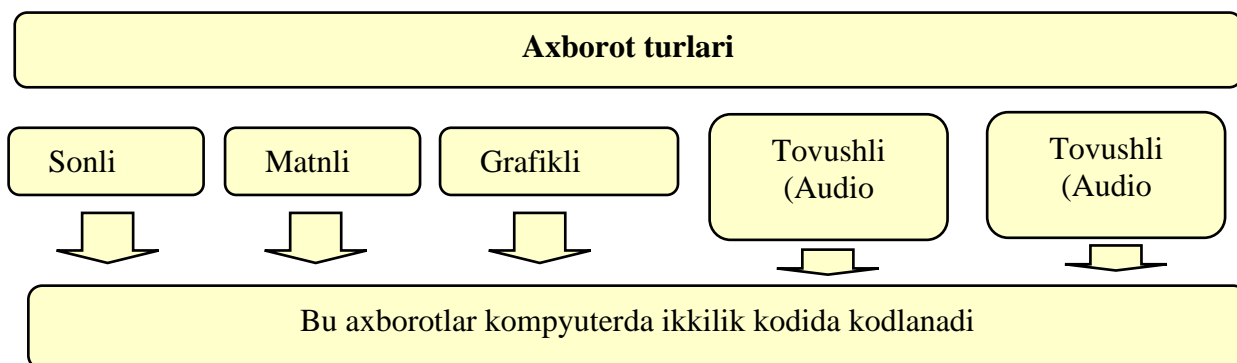 Axborot turlari
Sonli
Matnli
Grafikli
Tovushli
(Audio
Tovushli
(Audio
Bu axborotlar kompyuterda ikkilik kodida kodlanadi